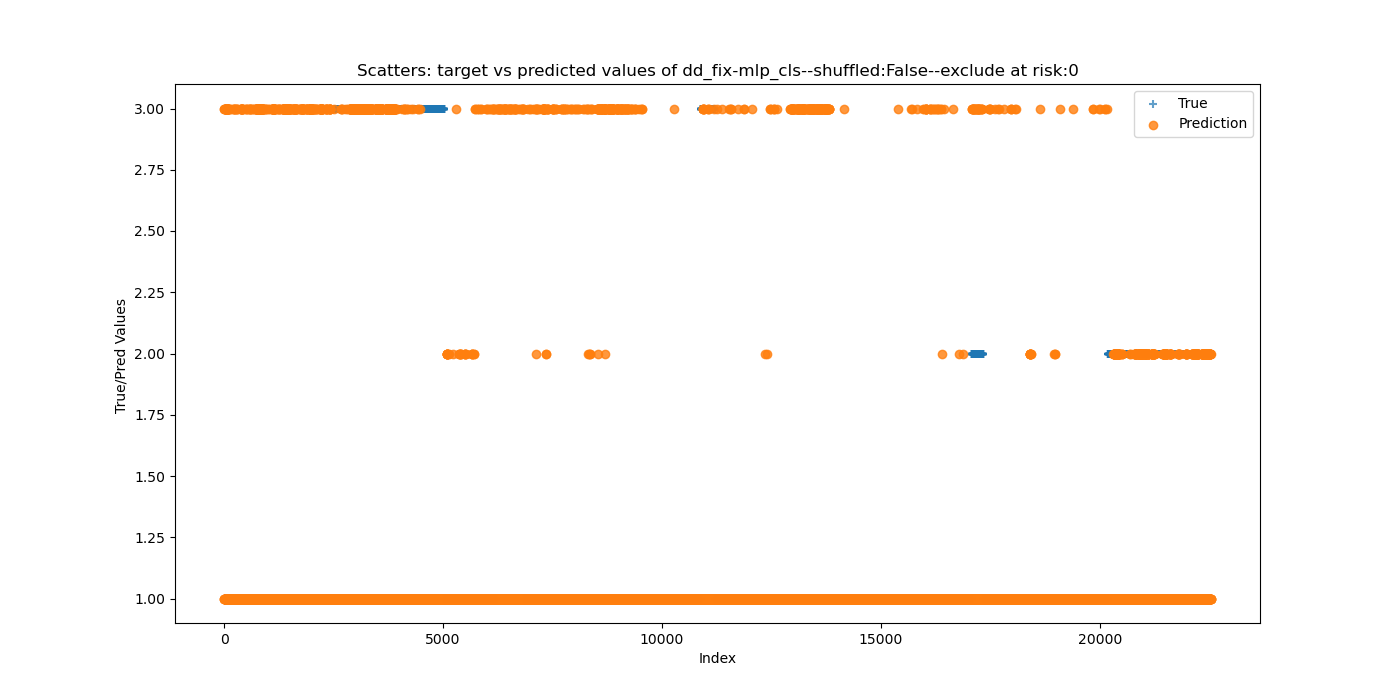 Scatters: target vs predicted values of dd_fix-mlp_cls--shuffled:False--exclude at risk:0
True
Prediction
3.00
2.75
2.50
2.25
2.00
1.75
1.50
1.25
1.00
True/Pred Values
0
5000
10000
15000
20000
Index